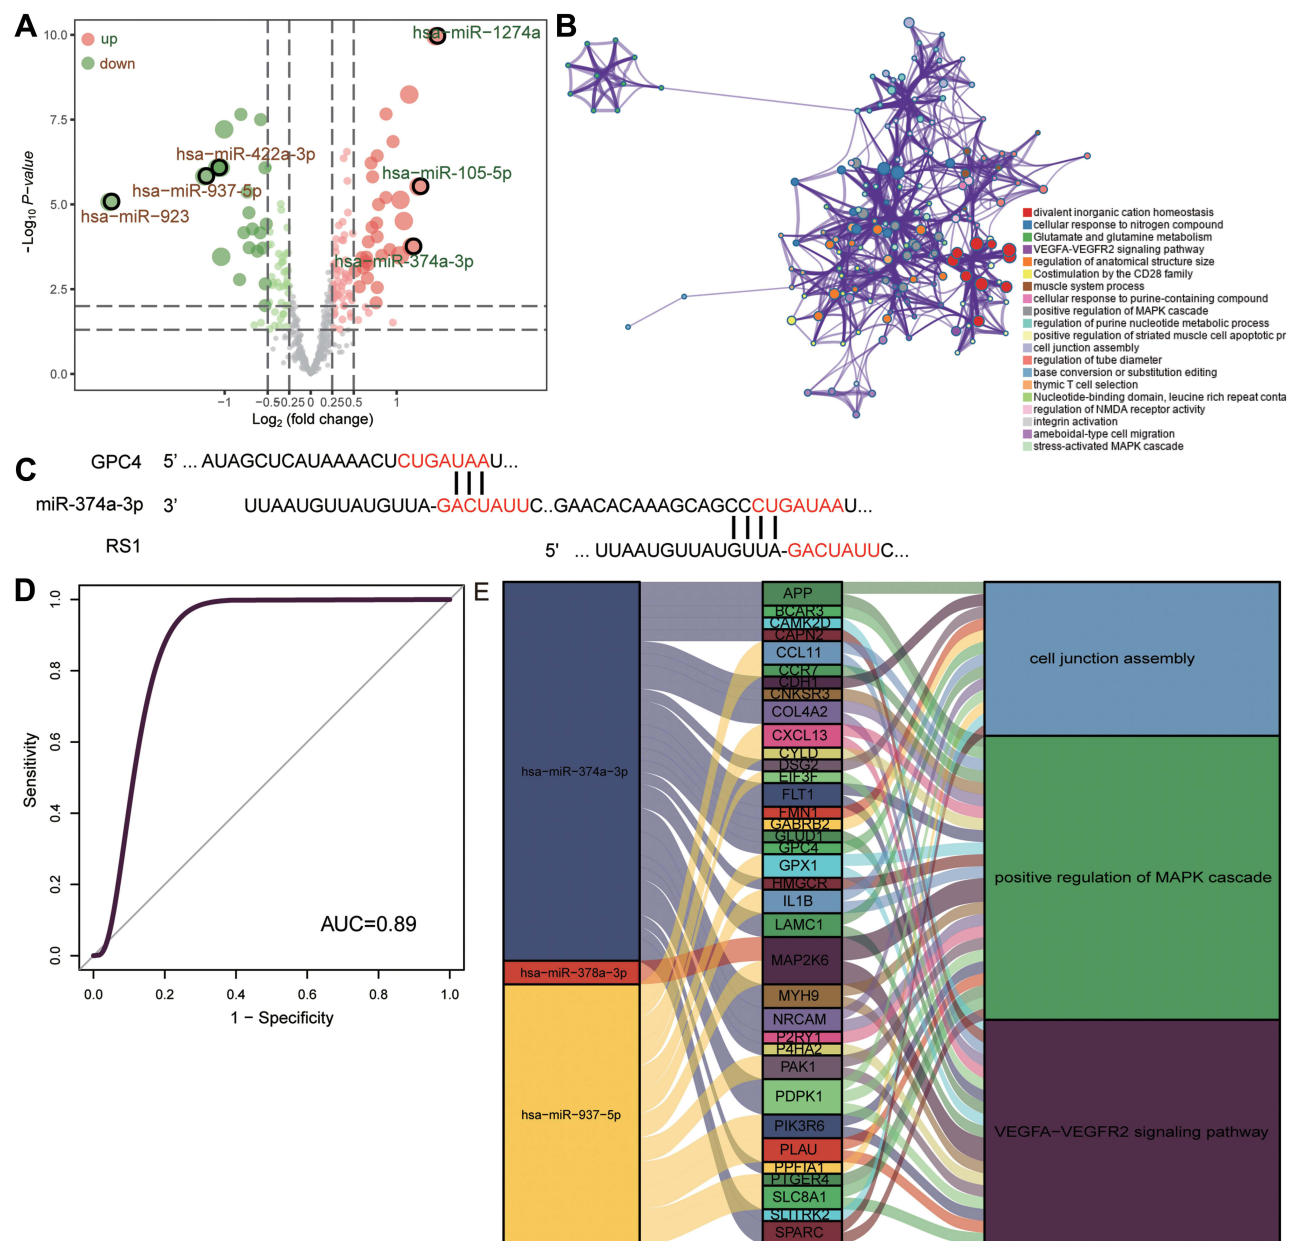 A
-Log10 P-value
10.0
7.5
5.0
2.5
0.0
up
down
hsa-miR-1274a
hsa-miR-422a-3p
hsa-miR-937-5p
hsa-miR-923
hsa-miR-105-5p
hsa-miR-374a-3p
-1 -0.50.25 0 0.250.5 1
Log2 (fold change)
B
divalent inorganic cation homeostasis
cellular response to nitrogen compound
Glutamate and glutamine metabolism
VEGFA-VEGFR2 signaling pathway
regulation of anatomical structure size
Costimulation by the CD28 family
muscle system process
cellular response to purine-containing compound
positive regulation of MAPK cascade
regulation of purine nucleotide metabolic process
positive regulation of striated muscle cell apoptotic pr
cell junction assembly
regulation of tube diameter
base conversion or substitution editing
thymic T cell selection
Nucleotide-binding domain, leucine rich repeat conta
regulation of NMDA receptor activity
integrin activation
ameboidal-type cell migration
stress-activated MAPK cascade
C
GPC4 5' ... AUAGCUCAUAAAACUCUGAUAAU...
miR-374a-3p 3' UUAAUGUUAUGUUA-GACUAUUC..GAACACAAAGCAGCCCUGAUAAU...
RS1 5' ... UUAAUGUUAUGUUA-GACUAUUC...
D
Sensitivity
1.0
0.8
0.6
0.4
0.2
0.0
AUC=0.89
0.0 0.2 0.4 0.6 0.8 1.0
1 − Specificity
E
hsa-miR-374a-3p
hsa-miR-378a-3p
hsa-miR-937-5p
APP
BCAR3
CAMK2D
CAPN2
CCL11
CCR7
CDH1
CNKSR3
COL4A2
CXCL13
CYLD
DSG2
EIF3F
FLT1
FMN1
GABRB2
GLUD1
GPC4
GPX1
HMGCR
IL1B
LAMC1
MAP2K6
MYH9
NRCAM
P2RY1
P4HA2
PAK1
PDPK1
PIK3R6
PLAU
PPFIA1
PTGER4
SLC8A1
SLITRK2
SPARC
cell junction assembly
positive regulation of MAPK cascade
VEGFA-VEGFR2 signaling pathway